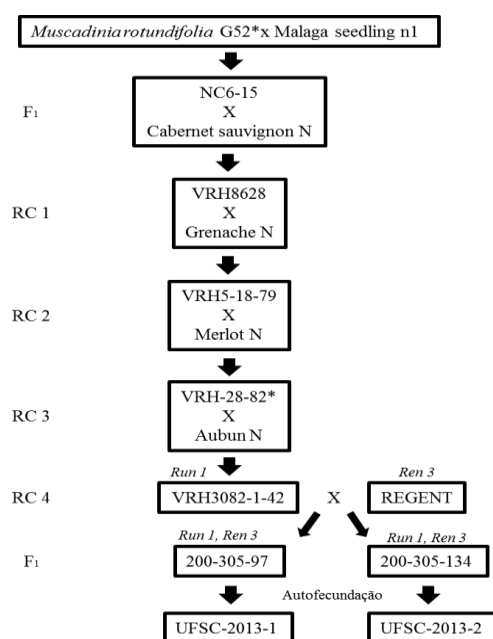 Muscadinia rotundifolia G52*x Malaga seedling n1
F1
NC6-15
X
Cabernet sauvignon N
RC 1
VRH8628
X
Grenache N
RC 2
VRH5-18-79
X
Merlot N
RC 3
VRH-28-82*
X
Aubun N
Run 1
Ren 3
RC 4
VRH3082-1-42
X
REGENT
Run 1, Ren 3
Run 1, Ren 3
F1
200-305-97
200-305-134
Autofecundação
UFSC-2013-1
UFSC-2013-2